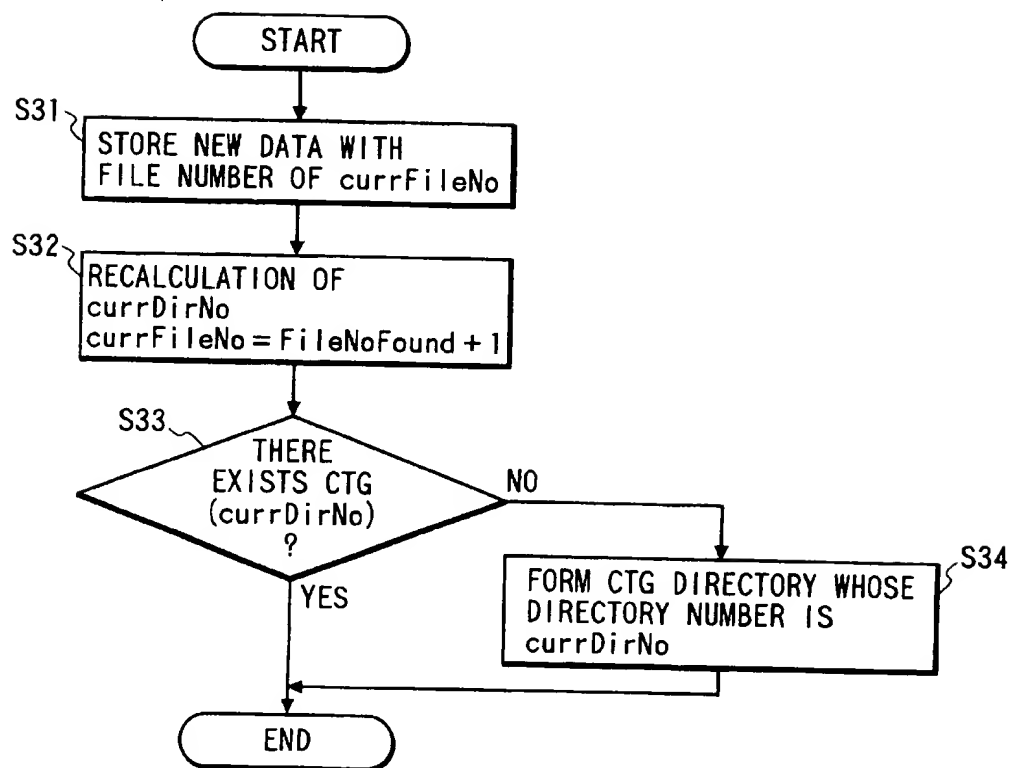 START
S31
STORE NEW DATA WITH
FILE NUMBER OF currFileNo
S32
RECALCULATION OF
currDirNo
currFileNo = FileNoFound + 1
S33
THERE
EXISTS CTG
(currDirNo)
?
NO
YES
S34
FORM CTG DIRECTORY WHOSE
DIRECTORY NUMBER IS
currDirNo
END